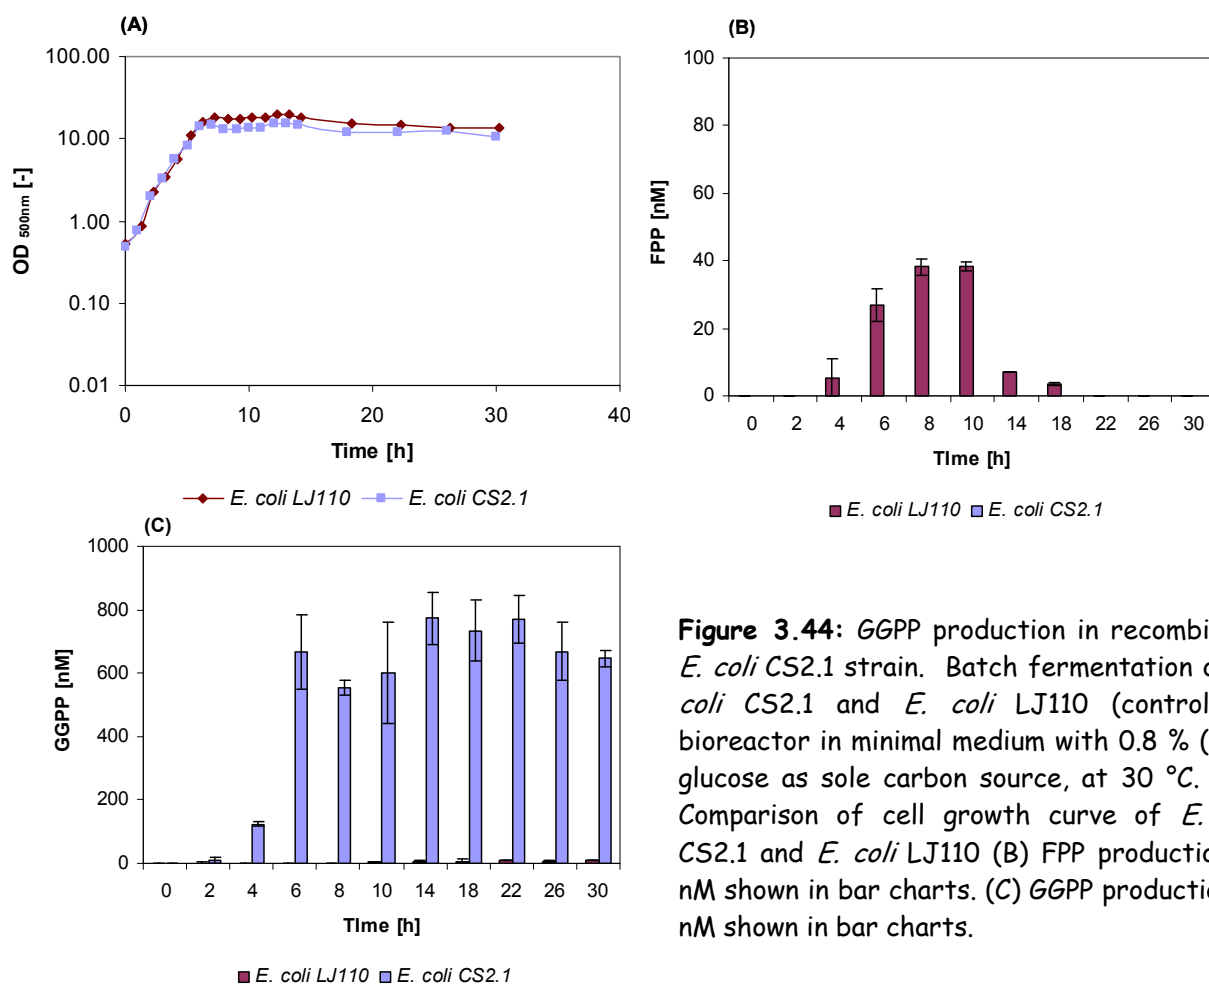 (A)
100.00
10.00
1.00
0.10
0.01
OD 500nm [-]
0 10 20 30 40
Time [h]
E. coli LJ110 E. coli CS2.1
(B)
100
80
60
40
20
0
FPP [nM]
0 2 4 6 8 10 14 18 22 26 30
TIme [h]
E. coli LJ110 E. coli CS2.1
(C)
1000
800
600
400
200
0
GGPP [nM]
0 2 4 6 8 10 14 18 22 26 30
TIme [h]
E. coli LJ110 E. coli CS2.1
Figure 3.44: GGPP production in recombi
E. coli CS2.1 strain. Batch fermentation
coli CS2.1 and E. coli LJ110 (control
bioreactor in minimal medium with 0.8 % (
glucose as sole carbon source, at 30 °C.
Comparison of cell growth curve of E.
CS2.1 and E. coli LJ110 (B) FPP productio
nM shown in bar charts. (C) GGPP productio
nM shown in bar charts.